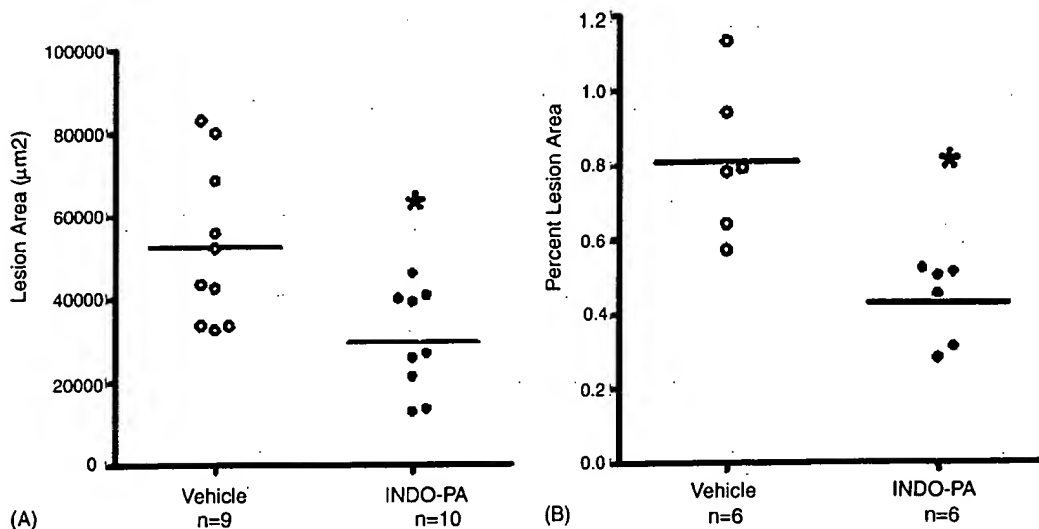 100000
80000
60000
40000
20000
0
Lesion Area (µm2)
*
Vehicle
n=9
INDO-PA
n=10
(A)
1.2
1.0
0.8
0.6
0.4
0.2
0.0
Percent Lesion Area
*
Vehicle
n=6
INDO-PA
n=6
(B)